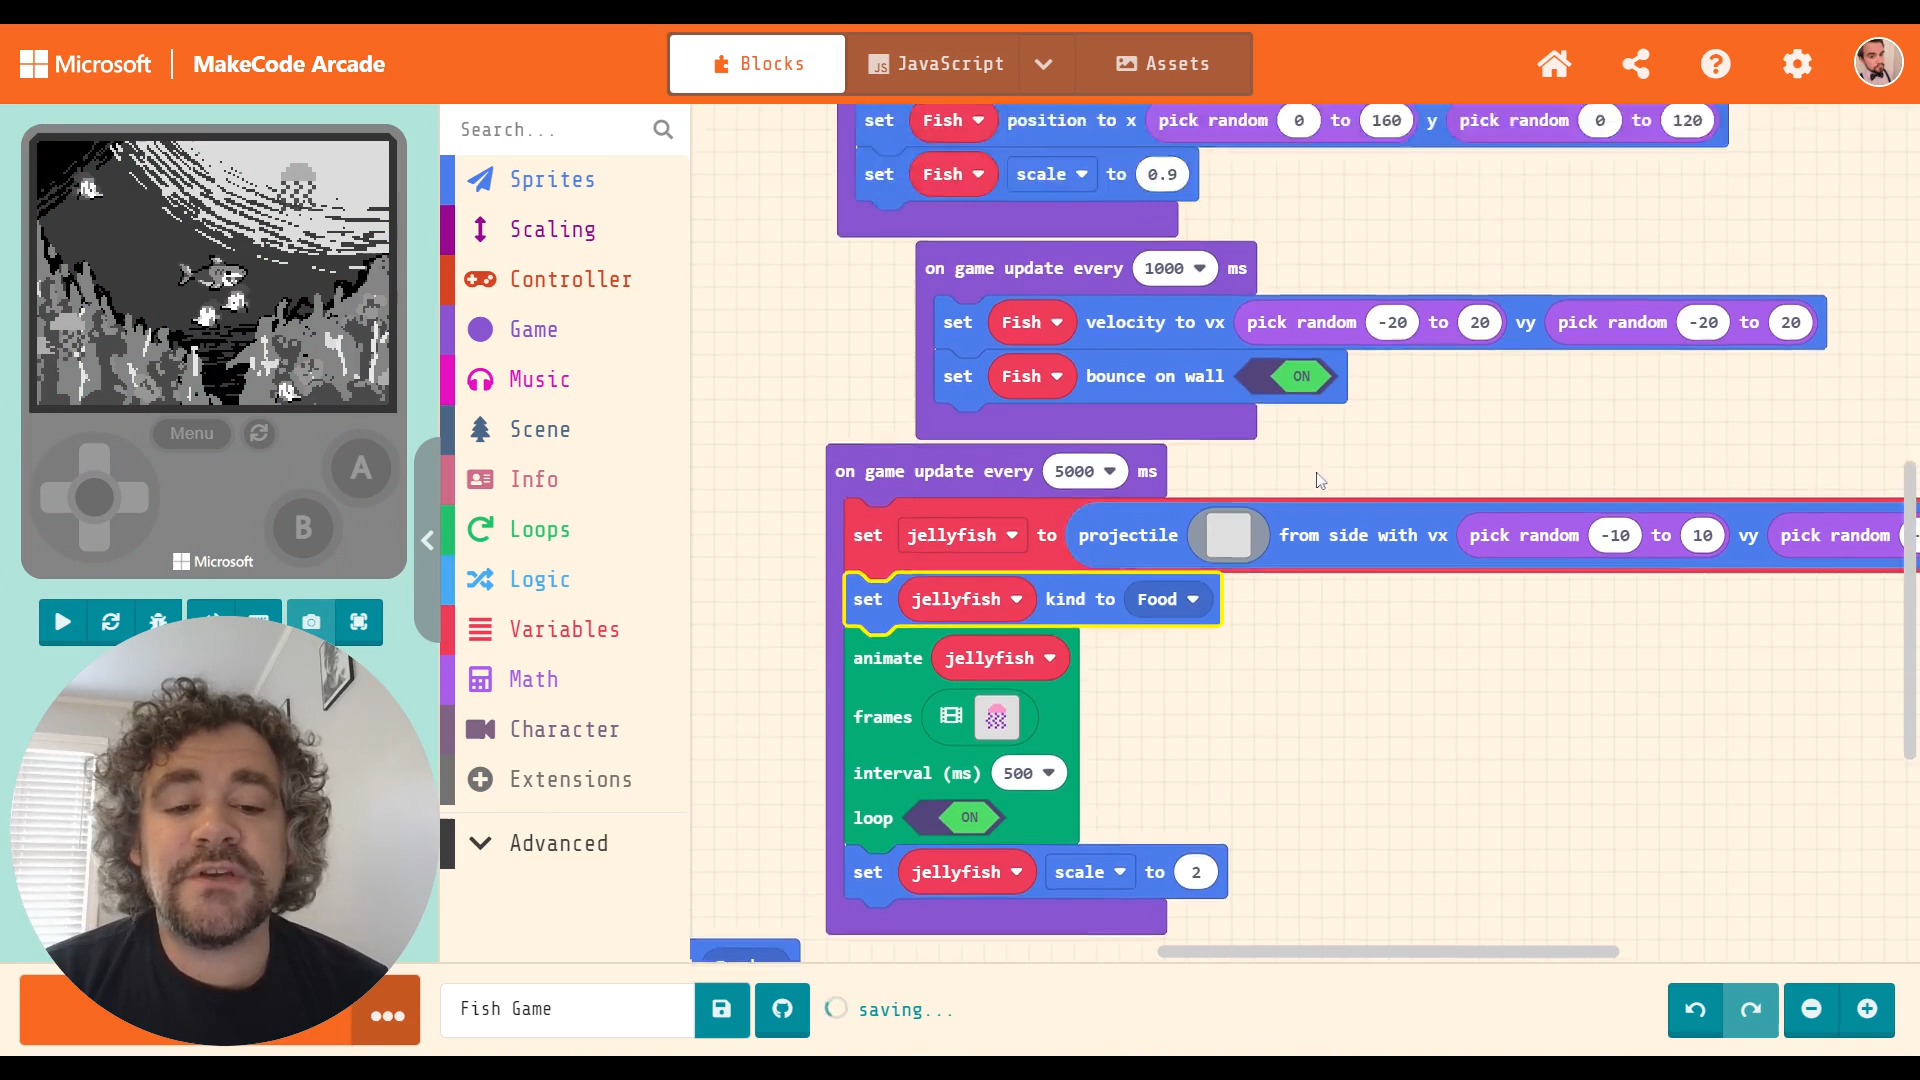 Microsoft | MakeCode Arcade
Blocks
JavaScript
Assets
Menu
A
B
Microsoft
Search...
Sprites
Scaling
Controller
Game
Music
Scene
Info
Loops
Logic
Variables
Math
Character
Extensions
Advanced
set Fish position to x pick random 0 to 160 y pick random 0 to 120
set Fish scale to 0.9
on game update every 1000 ms
set Fish velocity to vx pick random -20 to 20 vy pick random -20 to 20
set Fish bounce on wall ON
on game update every 5000 ms
set jellyfish to projectile from side with vx pick random -10 to 10 vy pick random
set jellyfish kind to Food
animate jellyfish
frames
interval (ms) 500
loop ON
set jellyfish scale to 2
Fish Game
saving...